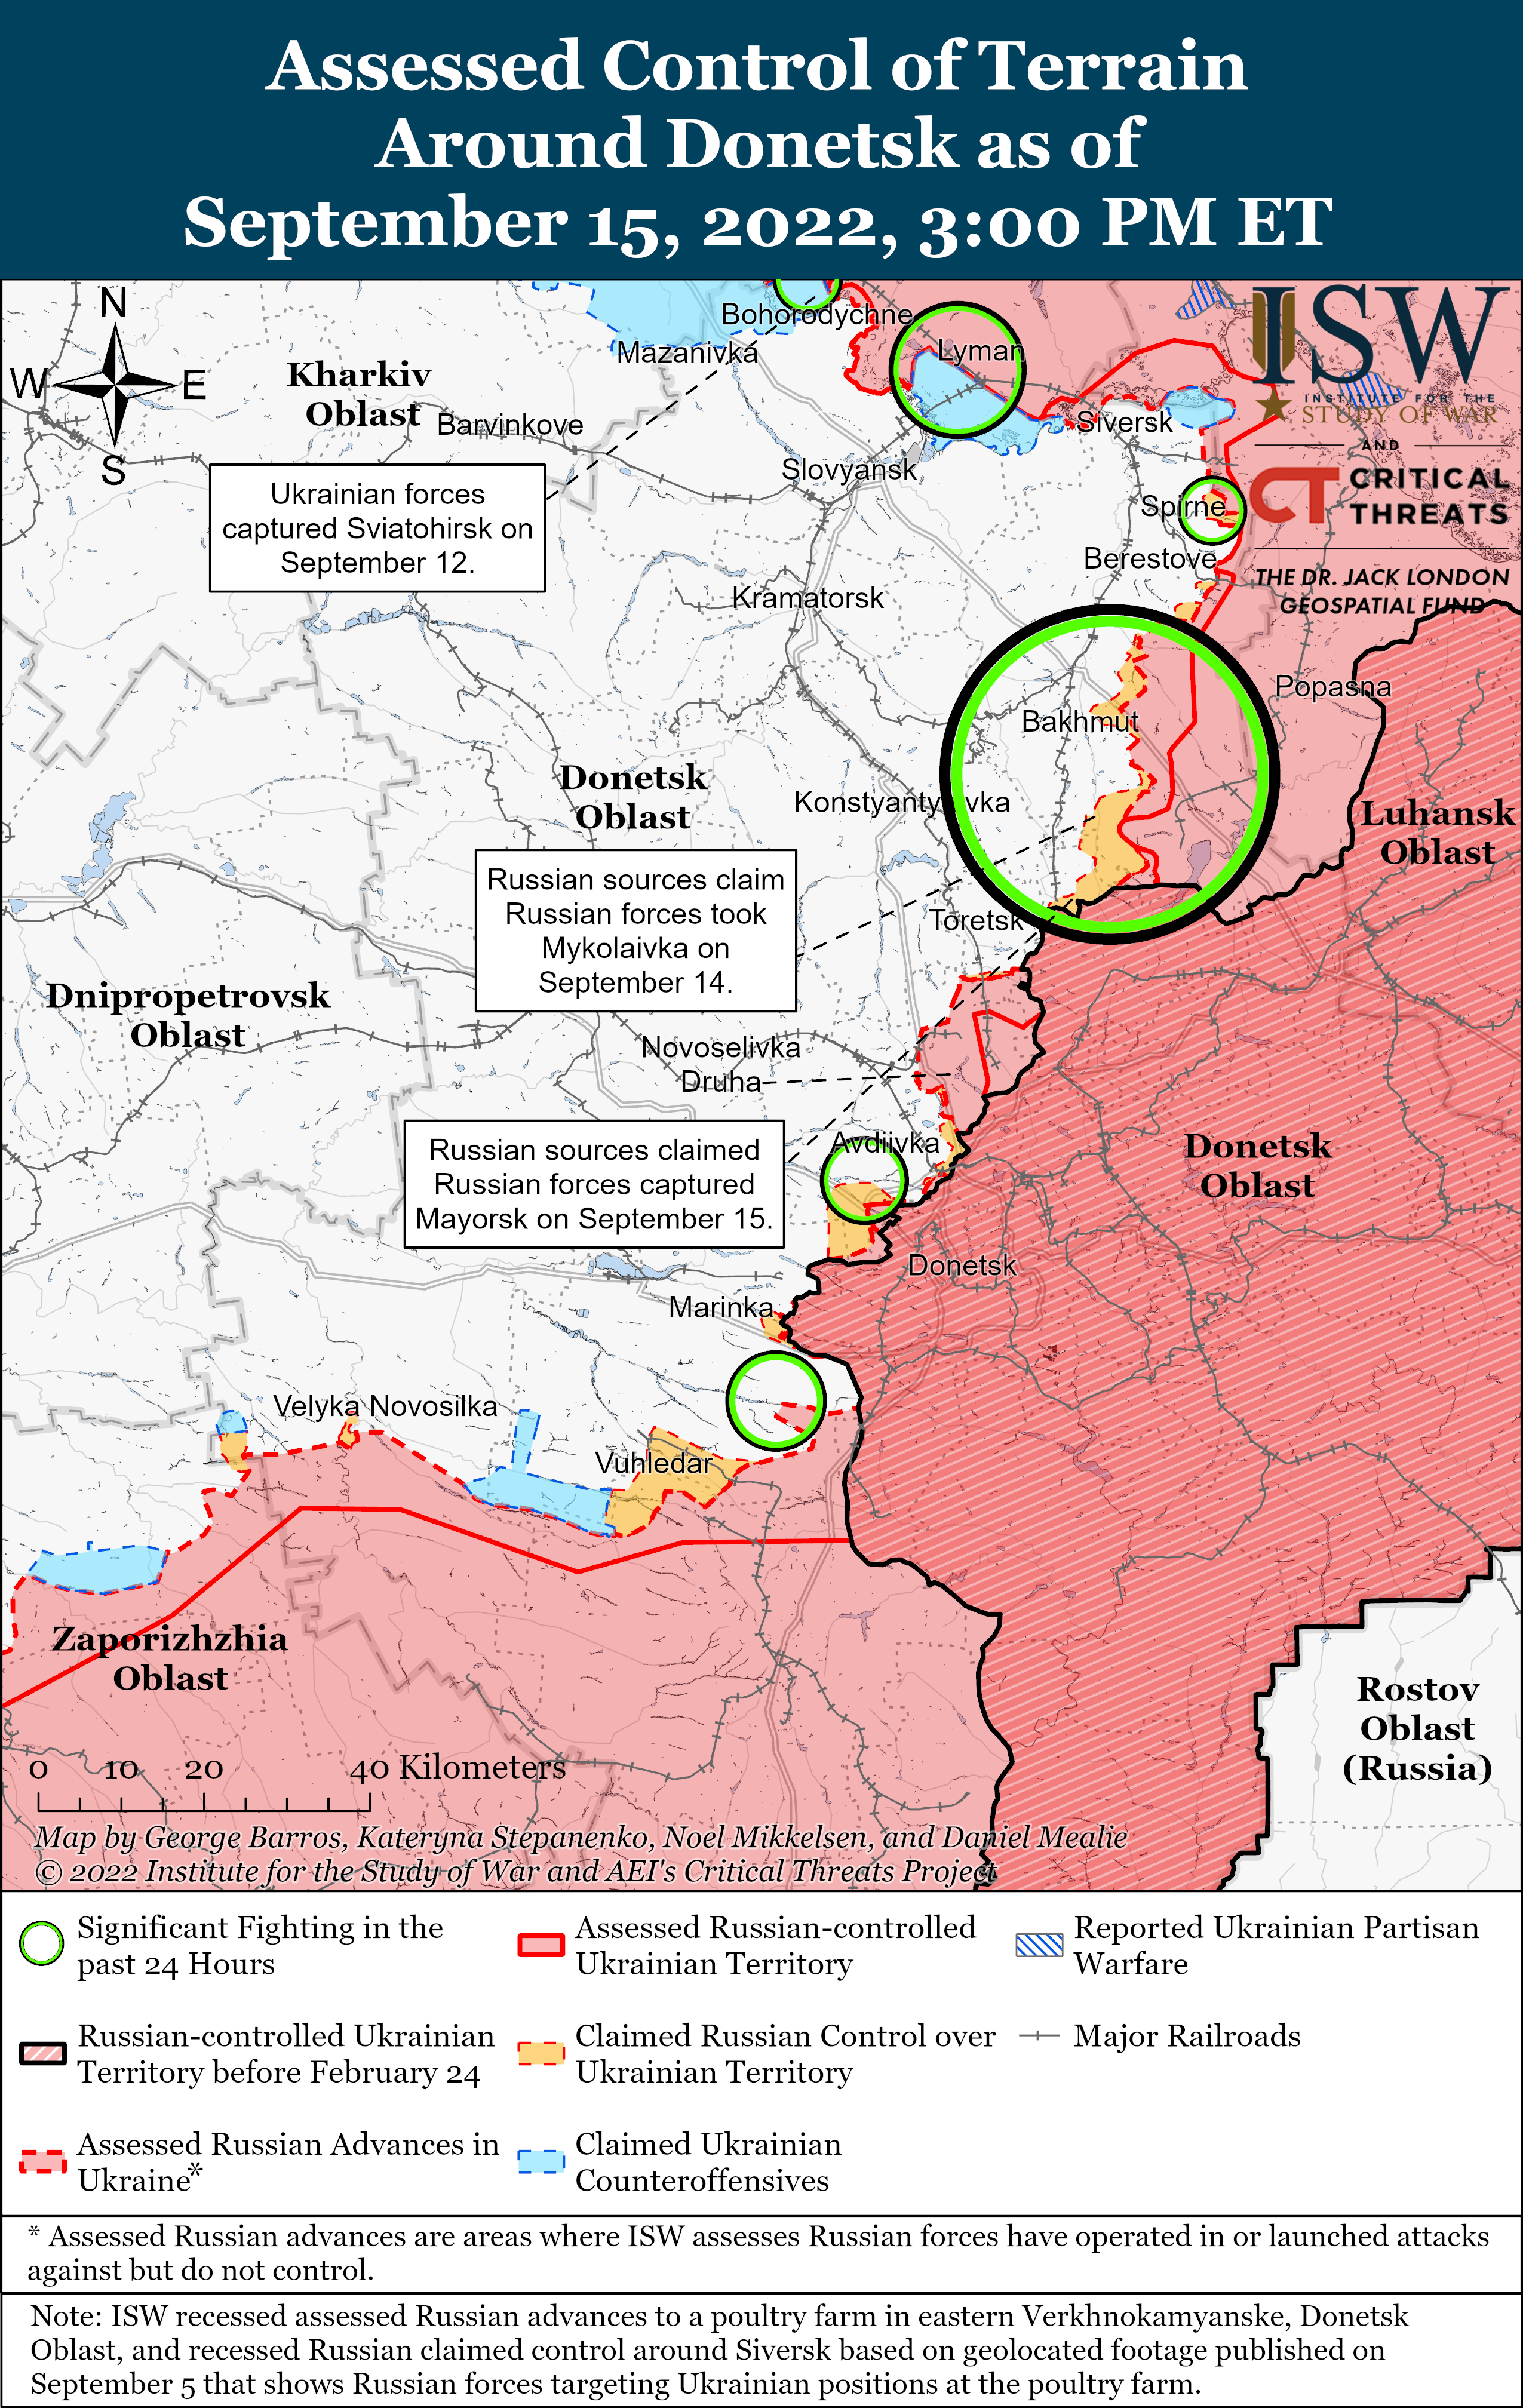 Assessed Control of Terrain
Around Donetsk as of
September 15, 2022, 3:00 PM ET
N
W
E
S
ISW
INSTITUTE FOR THE
STUDY OF WAR
AND
CT
CRITICAL
THREATS
THE DR. JACK LONDON
GEOSPATIAL FUND
Bohorodychne
Mazanivka
Lyman
Kharkiv
Oblast
Barvinkove
Siversk
Slovyansk
Ukrainian forces
captured Sviatohirsk on
September 12.
Spirne
Berestove
Kramatorsk
Popasna
Bakhmut
Donetsk
Oblast
Konstyantynivka
Luhansk
Oblast
Russian sources claim
Russian forces took
Mykolaivka on
September 14.
Toretsk
Dnipropetrovsk
Oblast
Novoselivka
Druha
Russian sources claimed
Russian forces captured
Mayorsk on September 15.
Avdiivka
Donetsk
Oblast
Donetsk
Marinka
Velyka Novosilka
Vuhledar
Zaporizhzhia
Oblast
Rostov
Oblast
(Russia)
0 10 20 40 Kilometers
Map by George Barros, Kateryna Stepanenko, Noel Mikkelsen, and Daniel Mealie
© 2022 Institute for the Study of War and AEI's Critical Threats Project
Significant Fighting in the
past 24 Hours
Russian-controlled Ukrainian
Territory before February 24
Assessed Russian Advances in
Ukraine*
Assessed Russian-controlled
Ukrainian Territory
Claimed Russian Control over
Ukrainian Territory
Claimed Ukrainian
Counteroffensives
Reported Ukrainian Partisan
Warfare
Major Railroads
* Assessed Russian advances are areas where ISW assesses Russian forces have operated in or launched attacks
against but do not control.
Note: ISW recessed assessed Russian advances to a poultry farm in eastern Verkhnokamyanske, Donetsk
Oblast, and recessed Russian claimed control around Siversk based on geolocated footage published on
September 5 that shows Russian forces targeting Ukrainian positions at the poultry farm.